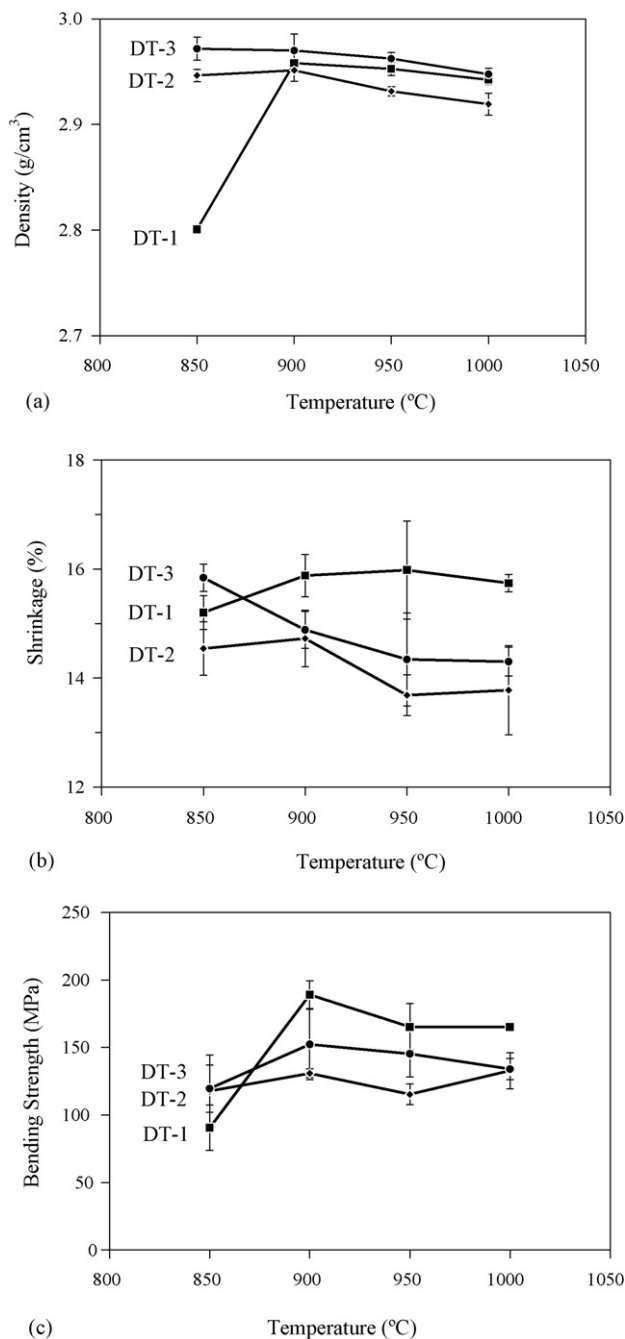 3.0
DT-3
DT-2
2.9
Density (g/cm³)
2.8
DT-1
2.7
800 850 900 950 1000 1050
(a) Temperature (ºC)
18
16
DT-3
Shrinkage (%)
DT-1
DT-2
14
12
800 850 900 950 1000 1050
(b) Temperature (ºC)
250
200
Bending Strength (MPa)
150
DT-3
DT-2
100
DT-1
50
0
800 850 900 950 1000 1050
(c) Temperature (ºC)